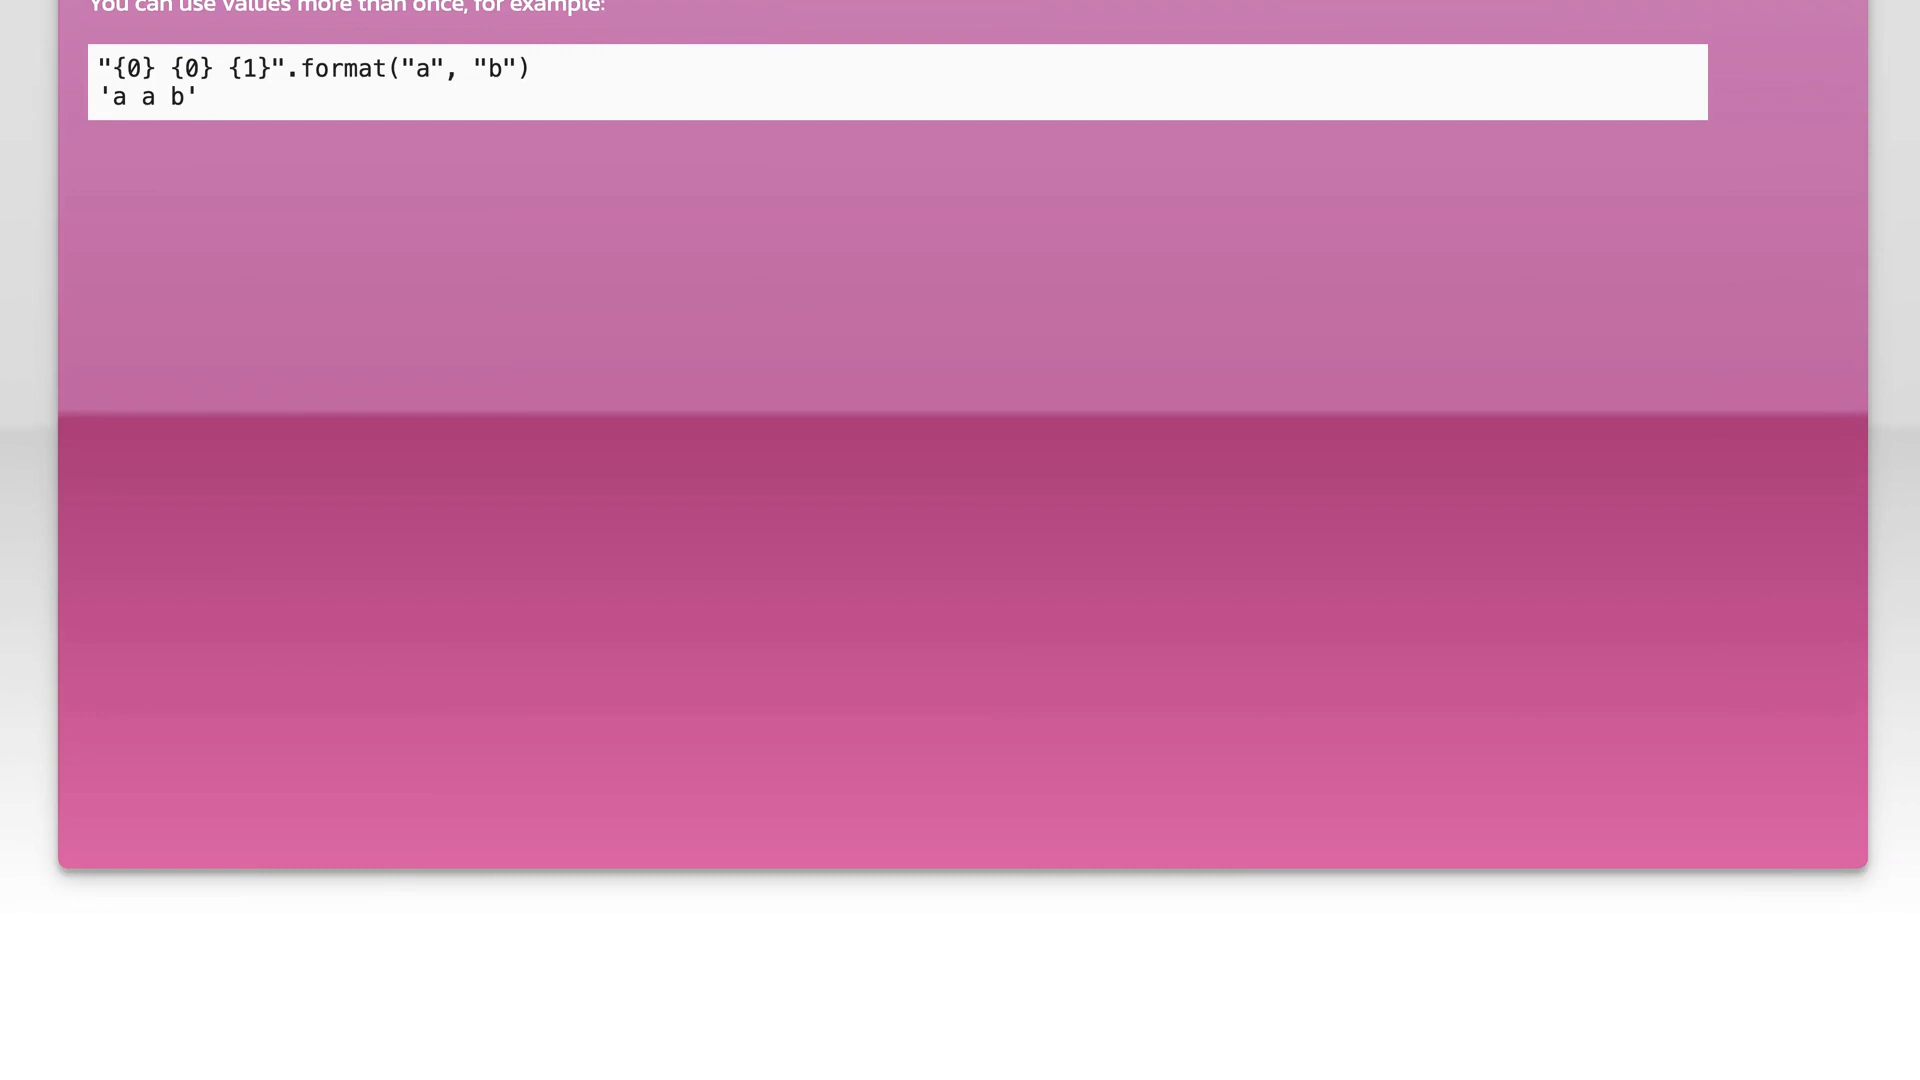 You can use values more than once, for example:
"{0} {0} {1}".format("a", "b")
'a a b'